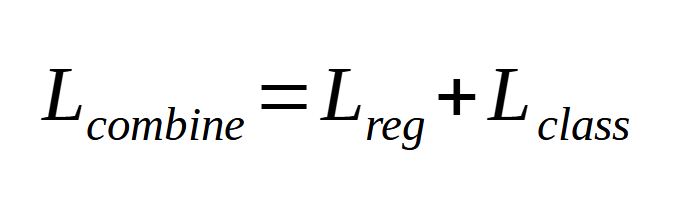 L_combine = L_reg + L_class